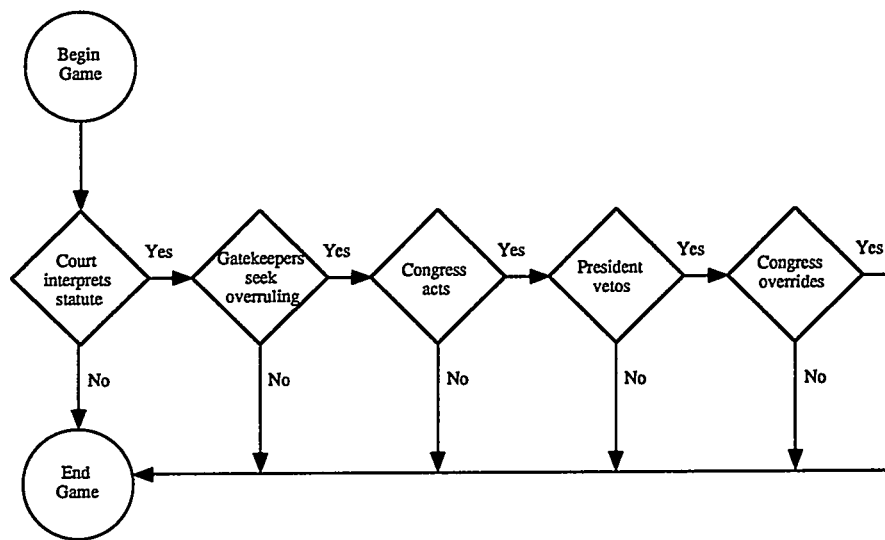 Begin
Game
Court
interprets
statute
Yes
Gatekeepers
seek
overruling
Yes
Congress
acts
Yes
President
vetos
Yes
Congress
overrides
Yes
No
No
No
No
No
End
Game